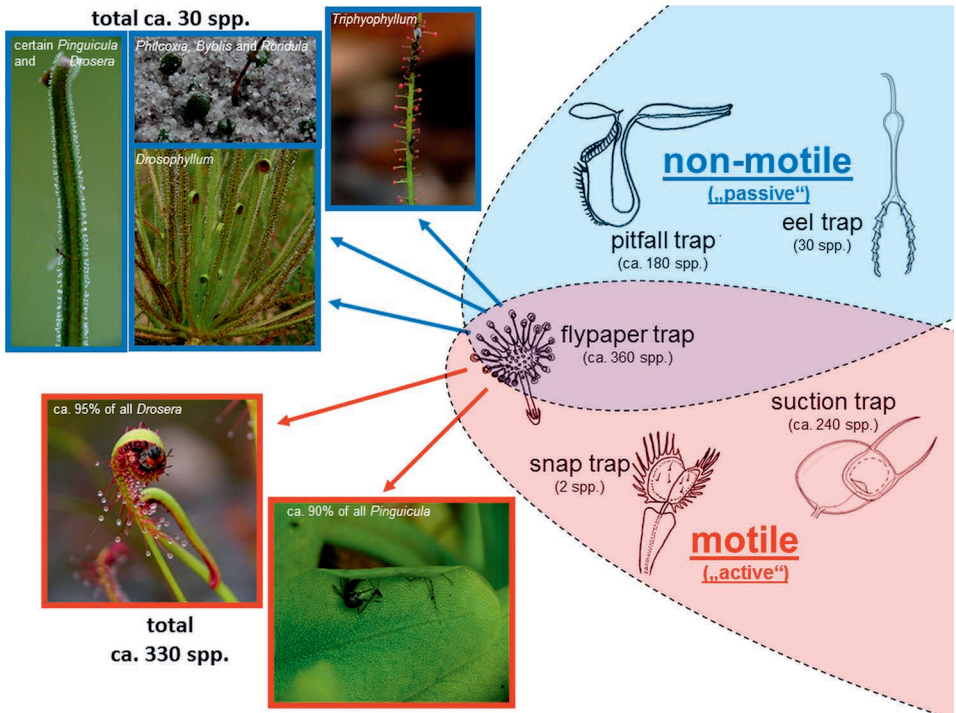 total ca. 30 spp.
certain Pinguicula
and Drosera
Philcoxia, Byblis and Roridula
Drosophyllum
Triphyophyllum
non-motile
(„passive“)
pitfall trap
(ca. 180 spp.)
eel trap
(30 spp.)
flypaper trap
(ca. 360 spp.)
suction trap
(ca. 240 spp.)
snap trap
(2 spp.)
motile
(„active“)
ca. 95% of all Drosera
total
ca. 330 spp.
ca. 90% of all Pinguicula